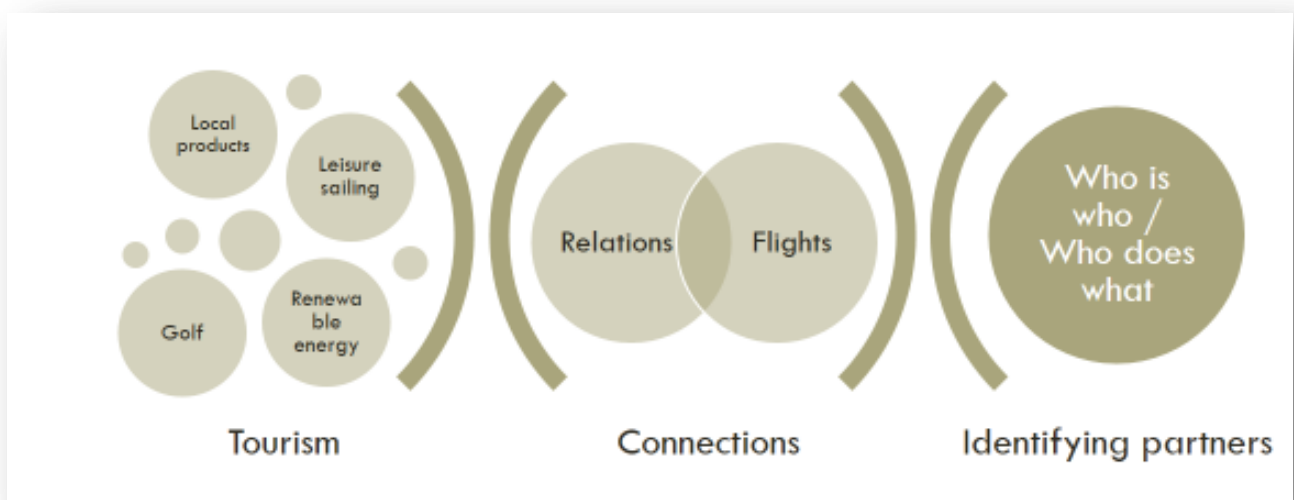 Local
products
Leisure
sailing
Golf
Renewa
ble
energy
Tourism
Relations
Flights
Connections
Who is
who /
Who does
what
Identifying partners